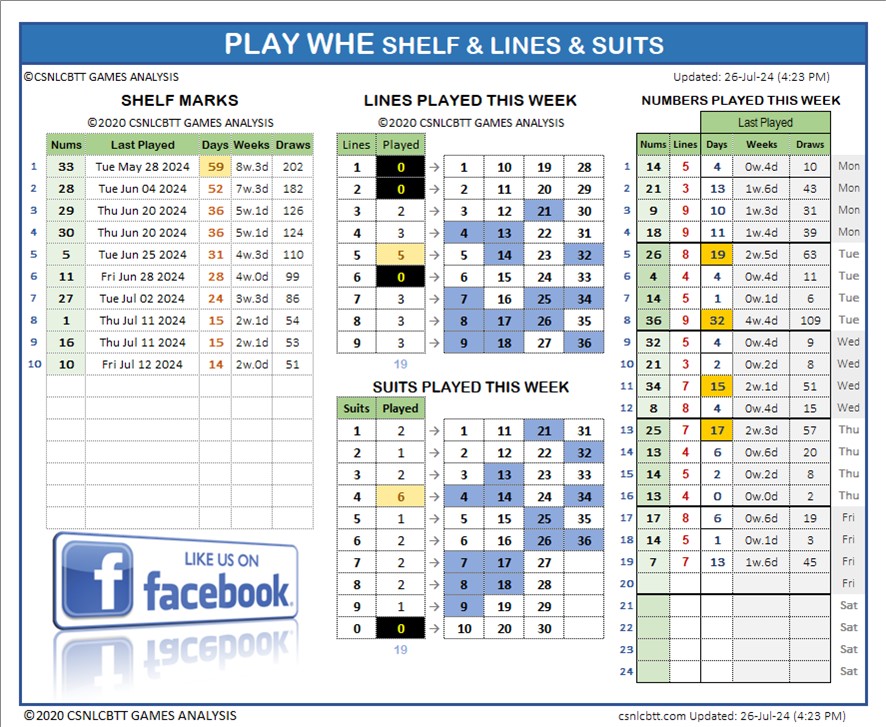 PLAY WHE SHELF & LINES & SUITS
©CSNLCBTT GAMES ANALYSIS
Updated: 26-Jul-24 (4:23 PM)
SHELF MARKS
©2020 CSNLCBTT GAMES ANALYSIS
Nums Last Played Days Weeks Draws
1 33 Tue May 28 2024 59 8w.3d 202
2 28 Tue Jun 04 2024 52 7w.3d 182
3 29 Thu Jun 20 2024 36 5w.1d 126
4 30 Thu Jun 20 2024 36 5w.1d 124
5 5 Tue Jun 25 2024 31 4w.3d 110
6 11 Fri Jun 28 2024 28 4w.0d 99
7 27 Tue Jul 02 2024 24 3w.3d 86
8 1 Thu Jul 11 2024 15 2w.1d 54
9 16 Thu Jul 11 2024 15 2w.1d 53
10 10 Fri Jul 12 2024 14 2w.0d 51
LIKE US ON
facebook
LINES PLAYED THIS WEEK
©2020 CSNLCBTT GAMES ANALYSIS
Lines Played
1 0 → 1 10 19 28
2 0 → 2 11 20 29
3 2 → 3 12 21 30
4 3 → 4 13 22 31
5 5 → 5 14 23 32
6 0 → 6 15 24 33
7 3 → 7 16 25 34
8 3 → 8 17 26 35
9 3 → 9 18 27 36
19
SUITS PLAYED THIS WEEK
Suits Played
1 2 → 1 11 21 31
2 1 → 2 12 22 32
3 2 → 3 13 23 33
4 6 → 4 14 24 34
5 1 → 5 15 25 35
6 2 → 6 16 26 36
7 2 → 7 17 27
8 2 → 8 18 28
9 1 → 9 19 29
0 0 → 10 20 30
19
NUMBERS PLAYED THIS WEEK
Last Played
Nums Lines Days Weeks Draws
1 14 5 4 0w.4d 10 Mon
2 21 3 13 1w.6d 43 Mon
3 9 9 10 1w.3d 31 Mon
4 18 9 11 1w.4d 39 Mon
5 26 8 19 2w.5d 63 Tue
6 4 4 4 0w.4d 11 Tue
7 14 5 1 0w.1d 6 Tue
8 36 9 32 4w.4d 109 Tue
9 32 5 4 0w.4d 9 Wed
10 21 3 2 0w.2d 8 Wed
11 34 7 15 2w.1d 51 Wed
12 8 8 4 0w.4d 15 Wed
13 25 7 17 2w.3d 57 Thu
14 13 4 6 0w.6d 20 Thu
15 14 5 2 0w.2d 8 Thu
16 13 4 0 0w.0d 2 Thu
17 17 8 6 0w.6d 19 Fri
18 14 5 1 0w.1d 3 Fri
19 7 7 13 1w.6d 45 Fri
20 Fri
21 Sat
22 Sat
23 Sat
24 Sat
©2020 CSNLCBTT GAMES ANALYSIS
csnlcbtt.com Updated: 26-Jul-24 (4:23 PM)